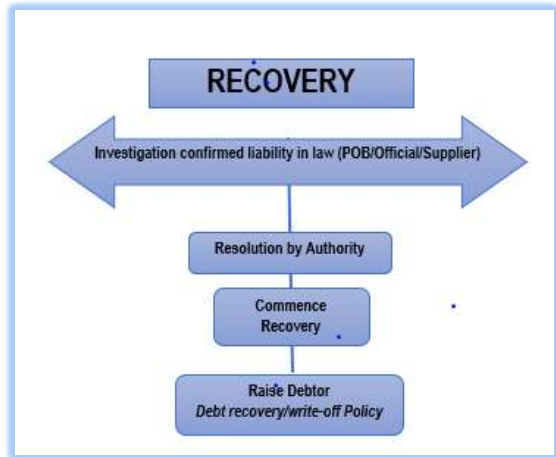 RECOVERY
Investigation confirmed liability in law (POB/Official/Supplier)
Resolution by Authority
Commence
Recovery
Raise Debtor
Debt recovery/write-off Policy